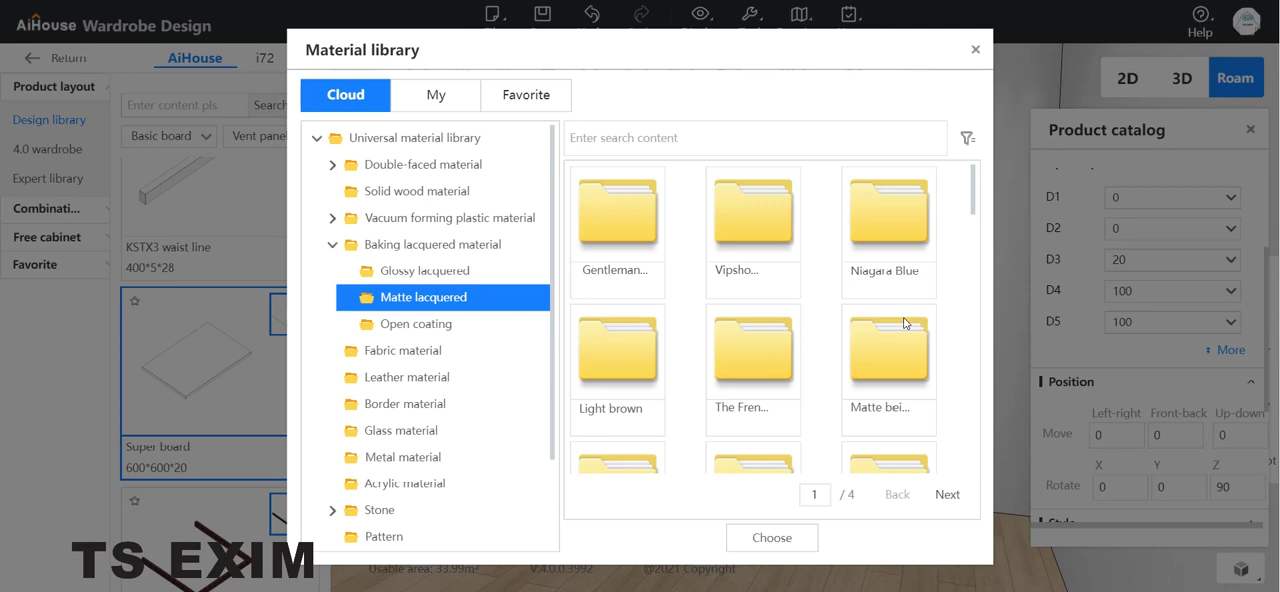 AiHouse Wardrobe Design
Help
Return
AiHouse
i72
Product layout
Enter content pls
Search
Design library
Basic board
Vent pane
4.0 wardrobe
Expert library
Combinati...
Free cabinet
Favorite
KSTX3 waist line
400*5*28
Super board
600*600*20
Material library
Cloud
My
Favorite
Universal material library
Double-faced material
Solid wood material
Vacuum forming plastic material
Baking lacquered material
Glossy lacquered
Matte lacquered
Open coating
Fabric material
Leather material
Border material
Glass material
Metal material
Acrylic material
Stone
Pattern
Enter search content
Gentleman...
Vipsho...
Niagara Blue
Light brown
The Fren...
Matte bei...
1 / 4 Back Next
Choose
2D 3D Roam
Product catalog
D1 0
D2 0
D3 20
D4 100
D5 100
More
Position
Left-right Front-back Up-down
Move 0 0 0
X Y Z
Rotate 0 0 90
TS EXIM
Usable area: 33.99m² V:4.0.0.3992 @2021 Copyright